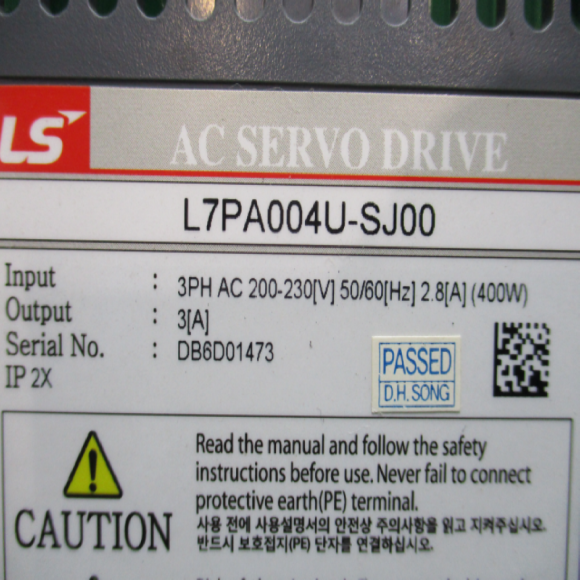 LS
AC SERVO DRIVE
L7PA004U-SJ00
Input : 3PH AC 200-230[V] 50/60[Hz] 2.8[A] (400W)
Output : 3[A]
Serial No. : DB6D01473
IP 2X
PASSED
D.H. SONG
Read the manual and follow the safety
instructions before use. Never fail to connect
protective earth(PE) terminal.
CAUTION
사용 전에 사용설명서의 안전상 주의사항을 읽고 지켜주십시오.
반드시 보호접지(PE) 단자를 연결하십시오.